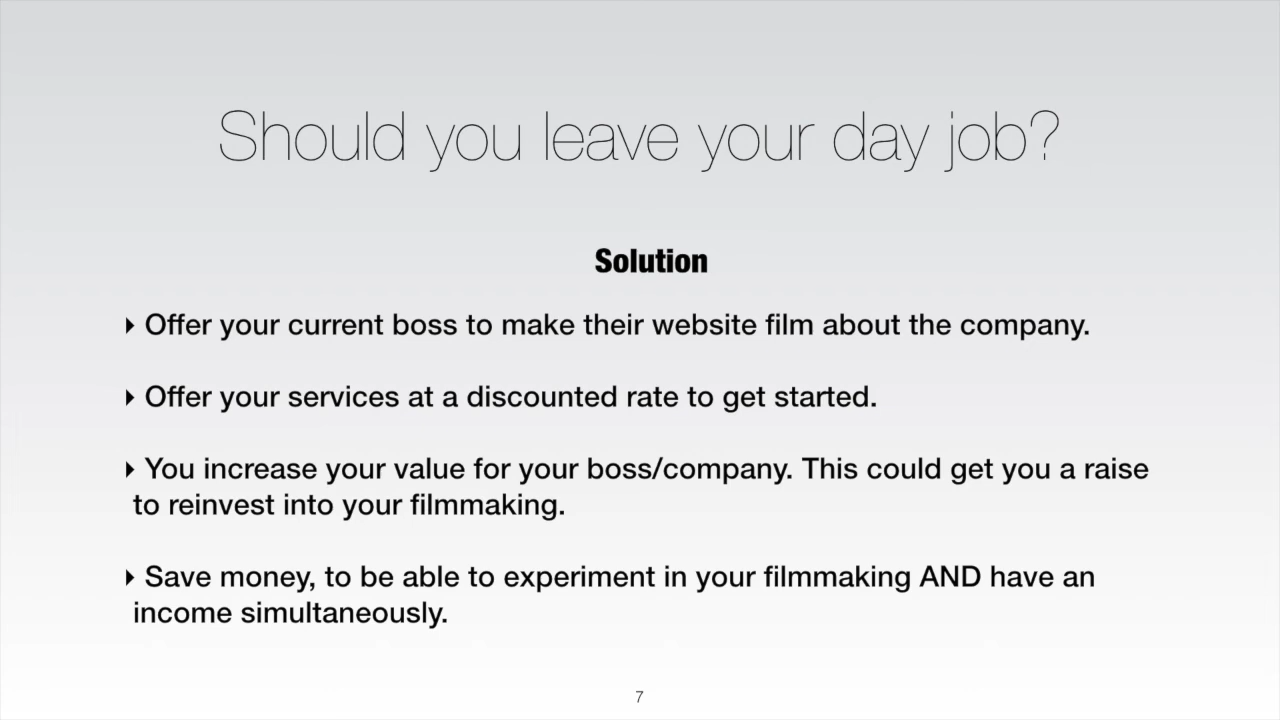 Should you leave your day job?
Solution
‣ Offer your current boss to make their website film about the company.
‣ Offer your services at a discounted rate to get started.
‣ You increase your value for your boss/company. This could get you a raise
to reinvest into your filmmaking.
‣ Save money, to be able to experiment in your filmmaking AND have an
income simultaneously.
7